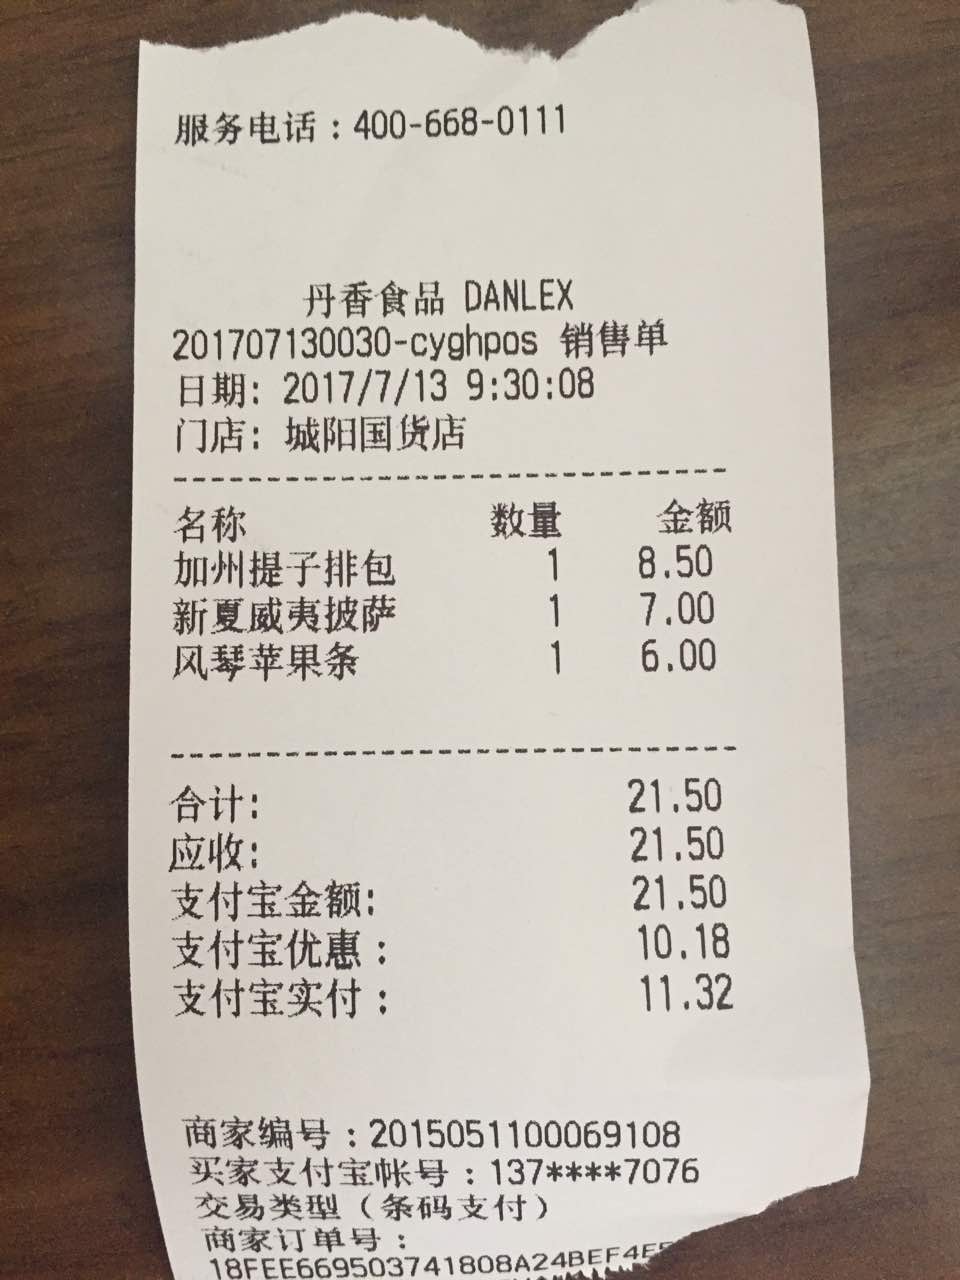 服务电话：400-668-0111
丹香食品 DANLEX
201707130030-cyghpos 销售单
日期: 2017/7/13 9:30:08
门店: 城阳国货店
名称 数量 金额
加州提子排包 1 8.50
新夏威夷披萨 1 7.00
风琴苹果条 1 6.00
合计: 21.50
应收: 21.50
支付宝金额: 21.50
支付宝优惠： 10.18
支付宝实付： 11.32
商家编号：2015051100069108
买家支付宝帐号：137****7076
交易类型（条码支付）
商家订单号：
18FEE669503741808A24BEF4EF